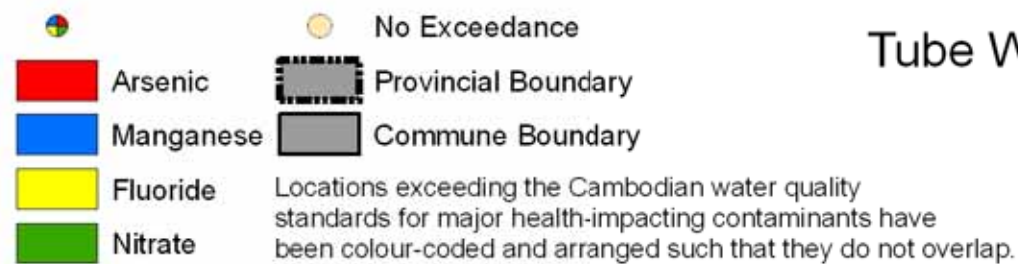 No Exceedance
Tube W
Arsenic
Provincial Boundary
Manganese
Commune Boundary
Fluoride
Nitrate
Locations exceeding the Cambodian water quality
standards for major health-impacting contaminants have
been colour-coded and arranged such that they do not overlap.